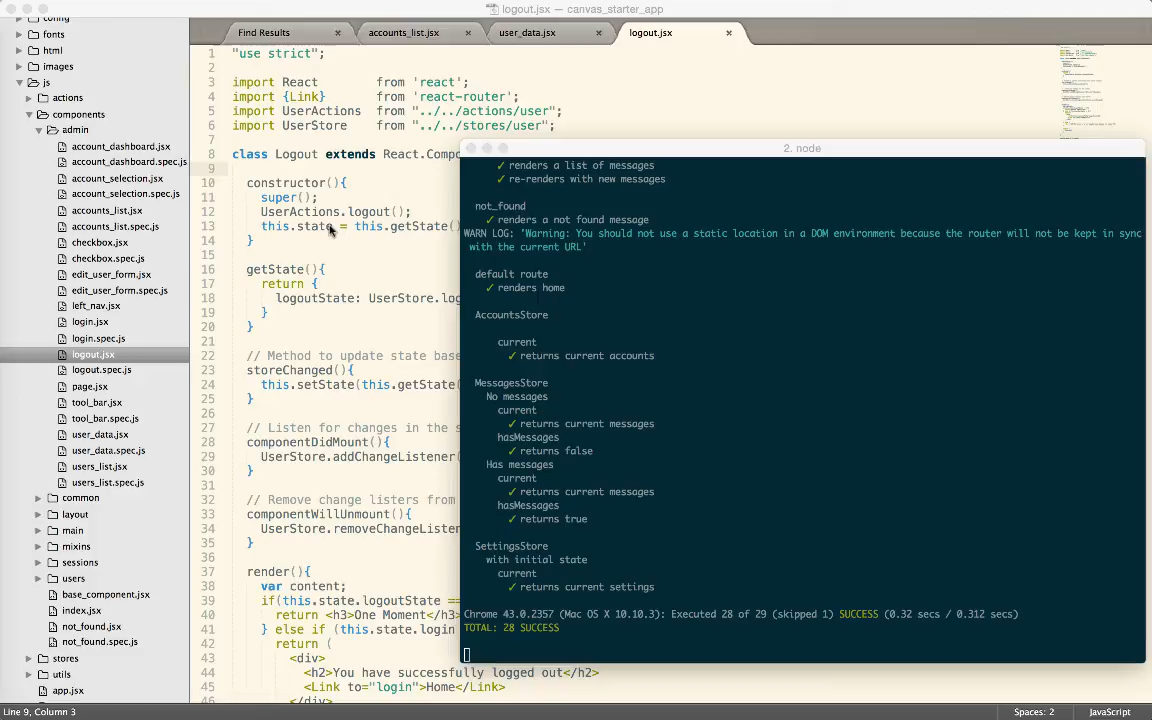 logout.jsx — canvas_starter_app
config
fonts
html
images
js
actions
components
admin
account_dashboard.jsx
account_dashboard.spec.js
account_selection.jsx
account_selection.spec.js
accounts_list.jsx
accounts_list.spec.js
checkbox.jsx
checkbox.spec.js
edit_user_form.jsx
edit_user_form.spec.js
left_nav.jsx
login.jsx
login.spec.js
logout.jsx
logout.spec.js
page.jsx
tool_bar.jsx
tool_bar.spec.js
user_data.jsx
user_data.spec.js
users_list.jsx
users_list.spec.js
common
layout
main
mixins
sessions
users
base_component.jsx
index.jsx
not_found.jsx
not_found.spec.js
stores
utils
app.jsx
Find Results × accounts_list.jsx × user_data.jsx × logout.jsx ×
1 "use strict";
2
3 import React from 'react';
4 import {Link} from 'react-router';
5 import UserActions from "../../actions/user";
6 import UserStore from "../../stores/user";
7
8 class Logout extends React.Compo
9
10 constructor(){
11 super();
12 UserActions.logout();
13 this.state = this.getState()
14 }
15
16 getState(){
17 return {
18 logoutState: UserStore.log
19 }
20 }
21
22 // Method to update state base
23 storeChanged(){
24 this.setState(this.getState(
25 }
26
27 // Listen for changes in the s
28 componentDidMount(){
29 UserStore.addChangeListener(
30 }
31
32 // Remove change listers from
33 componentWillUnmount(){
34 UserStore.removeChangeListen
35 }
36
37 render(){
38 var content;
39 if(this.state.logoutState ==
40 return <h3>One Moment</h3>
41 } else if (this.state.login
42 return (
43 <div>
44 <h2>You have successfully logged out</h2>
45 <Link to="login">Home</Link>
46 </div>
2. node
✓ renders a list of messages
✓ re-renders with new messages
not_found
✓ renders a not found message
WARN LOG: 'Warning: You should not use a static location in a DOM environment because the router will not be kept in sync
with the current URL'
default route
✓ renders home
AccountsStore
current
✓ returns current accounts
MessagesStore
No messages
current
✓ returns current messages
hasMessages
✓ returns false
Has messages
current
✓ returns current messages
hasMessages
✓ returns true
SettingsStore
with initial state
current
✓ returns current settings
Chrome 43.0.2357 (Mac OS X 10.10.3): Executed 28 of 29 (skipped 1) SUCCESS (0.32 secs / 0.312 secs)
TOTAL: 28 SUCCESS
Line 9, Column 3
Spaces: 2
JavaScript